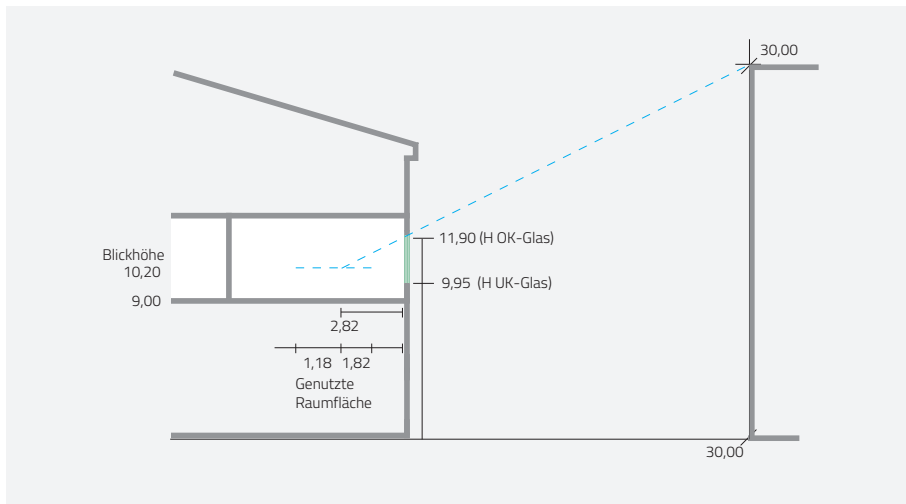 30,00
11,90 (H OK-Glas)
Blickhöhe
10,20
9,95 (H UK-Glas)
9,00
2,82
1,18 1,82
Genutzte
Raumfläche
30,00